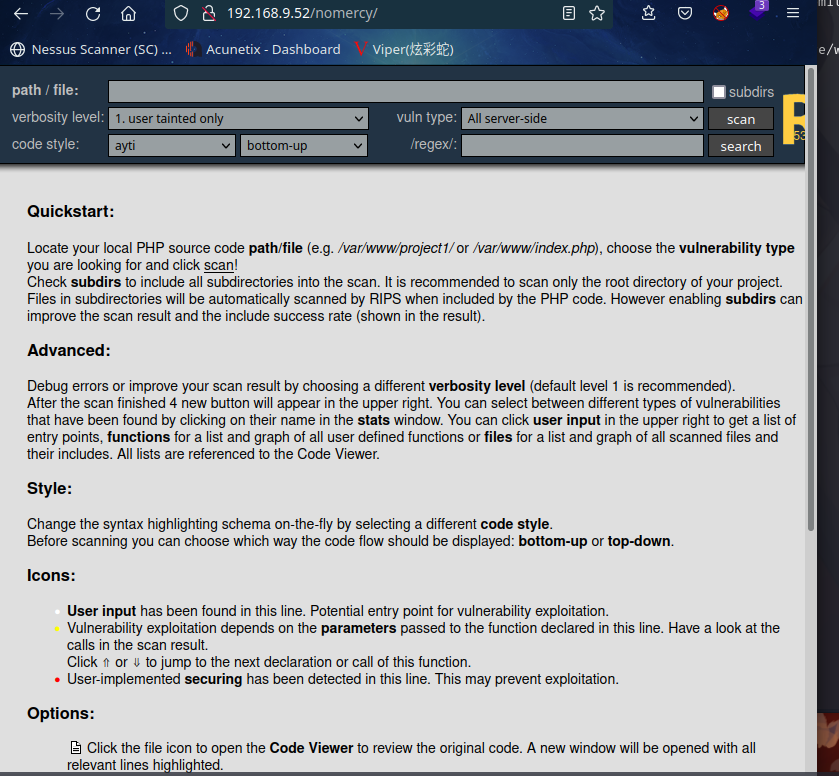 3
192.168.9.52/nomercy/
Nessus Scanner (SC) ... Acunetix - Dashboard Viper(炫彩蛇)
path / file: subdirs
verbosity level: 1. user tainted only vuln type: All server-side scan
code style: ayti bottom-up /regex/: search
R
53
Quickstart:
Locate your local PHP source code path/file (e.g. /var/www/project1/ or /var/www/index.php), choose the vulnerability type
you are looking for and click scan!
Check subdirs to include all subdirectories into the scan. It is recommended to scan only the root directory of your project.
Files in subdirectories will be automatically scanned by RIPS when included by the PHP code. However enabling subdirs can
improve the scan result and the include success rate (shown in the result).
Advanced:
Debug errors or improve your scan result by choosing a different verbosity level (default level 1 is recommended).
After the scan finished 4 new button will appear in the upper right. You can select between different types of vulnerabilities
that have been found by clicking on their name in the stats window. You can click user input in the upper right to get a list of
entry points, functions for a list and graph of all user defined functions or files for a list and graph of all scanned files and
their includes. All lists are referenced to the Code Viewer.
Style:
Change the syntax highlighting schema on-the-fly by selecting a different code style.
Before scanning you can choose which way the code flow should be displayed: bottom-up or top-down.
Icons:
User input has been found in this line. Potential entry point for vulnerability exploitation.
Vulnerability exploitation depends on the parameters passed to the function declared in this line. Have a look at the
calls in the scan result.
Click ⇑ or ⇓ to jump to the next declaration or call of this function.
User-implemented securing has been detected in this line. This may prevent exploitation.
Options:
Click the file icon to open the Code Viewer to review the original code. A new window will be opened with all
relevant lines highlighted.